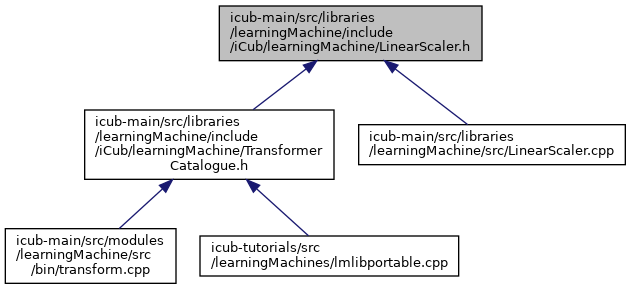 icub-main/src/libraries
/learningMachine/include
/iCub/learningMachine/LinearScaler.h
icub-main/src/libraries
/learningMachine/include
/iCub/learningMachine/Transformer
Catalogue.h
icub-main/src/libraries
/learningMachine/src/LinearScaler.cpp
icub-main/src/modules
/learningMachine/src
/bin/transform.cpp
icub-tutorials/src
/learningMachines/lmlibportable.cpp